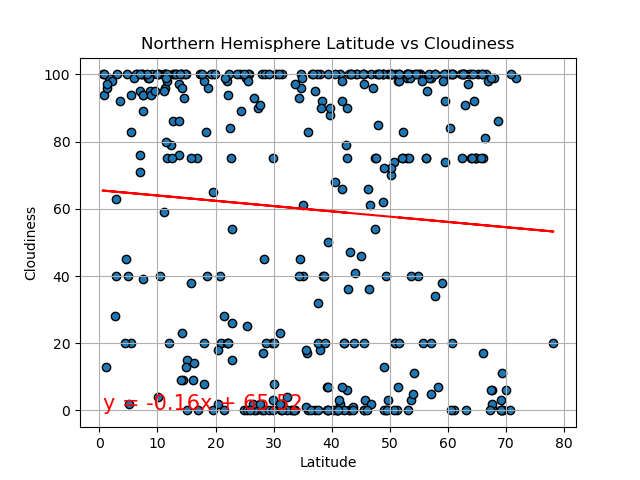 Northern Hemisphere Latitude vs Cloudiness
100
80
60
40
20
0
Cloudiness
y = -0.16x + 65.52
0 10 20 30 40 50 60 70 80
Latitude